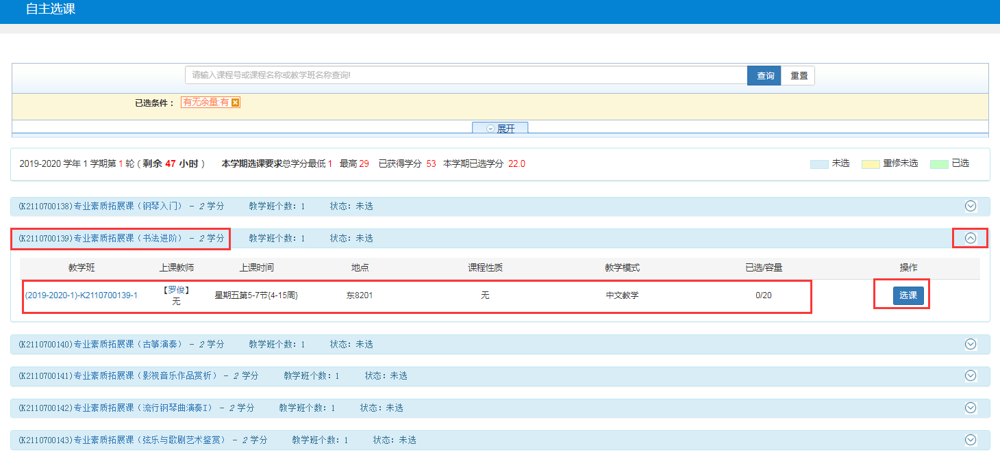 自主选课
请输入课程号或课程名称或教学班名称查询! 查询 重置
已选条件： 有无余量:有
展开
2019-2020 学年 1 学期第 1 轮 ( 剩余 47 小时 ) 本学期选课要求总学分最低 1 最高 29 已获得学分 53 本学期已选学分 22.0 未选 重修未选 已选
(K2110700138)专业素质拓展课（钢琴入门） - 2 学分 教学班个数: 1 状态: 未选
(K2110700139)专业素质拓展课（书法进阶） - 2 学分 教学班个数: 1 状态: 未选
教学班 上课教师 上课时间 地点 课程性质 教学模式 已选/容量 操作
(2019-2020-1)-K2110700139-1 【罗俊】 星期五第5-7节{4-15周} 东8201 无 中文教学 0/20 选课
无
(K2110700140)专业素质拓展课（古筝演奏） - 2 学分 教学班个数: 1 状态: 未选
(K2110700141)专业素质拓展课（影视音乐作品赏析） - 2 学分 教学班个数: 1 状态: 未选
(K2110700142)专业素质拓展课（流行钢琴曲演奏I） - 2 学分 教学班个数: 1 状态: 未选
(K2110700143)专业素质拓展课（弦乐与歌剧艺术鉴赏） - 2 学分 教学班个数: 1 状态: 未选